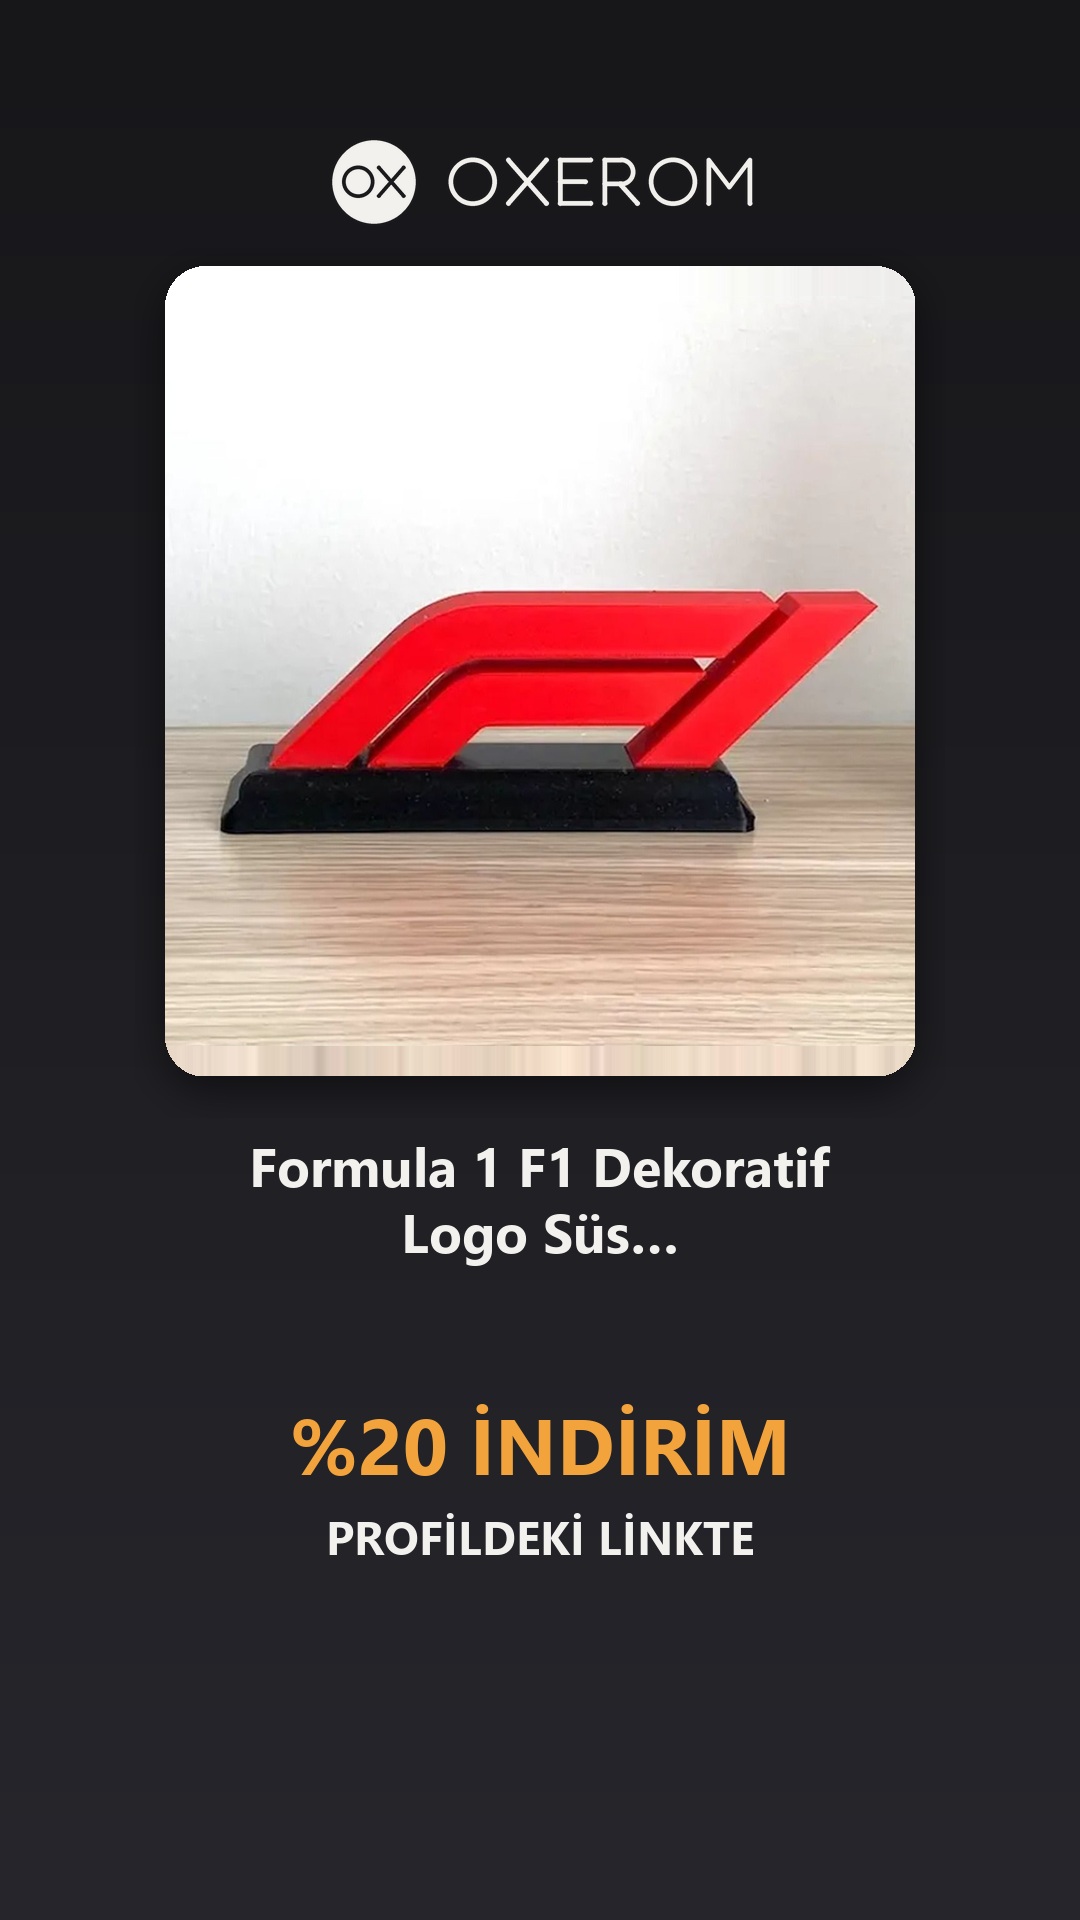 OX OXEROM
Formula 1 F1 Dekoratif
Logo Süs...
%20 İNDİRİM
PROFİLDEKİ LİNKTE